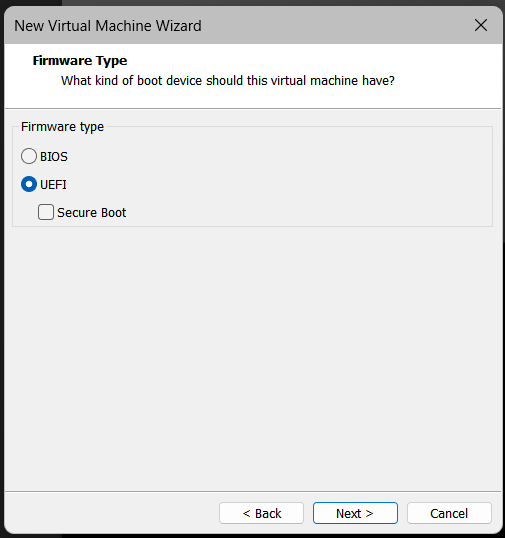 New Virtual Machine Wizard
Firmware Type
What kind of boot device should this virtual machine have?
Firmware type
BIOS
UEFI
Secure Boot
< Back
Next >
Cancel